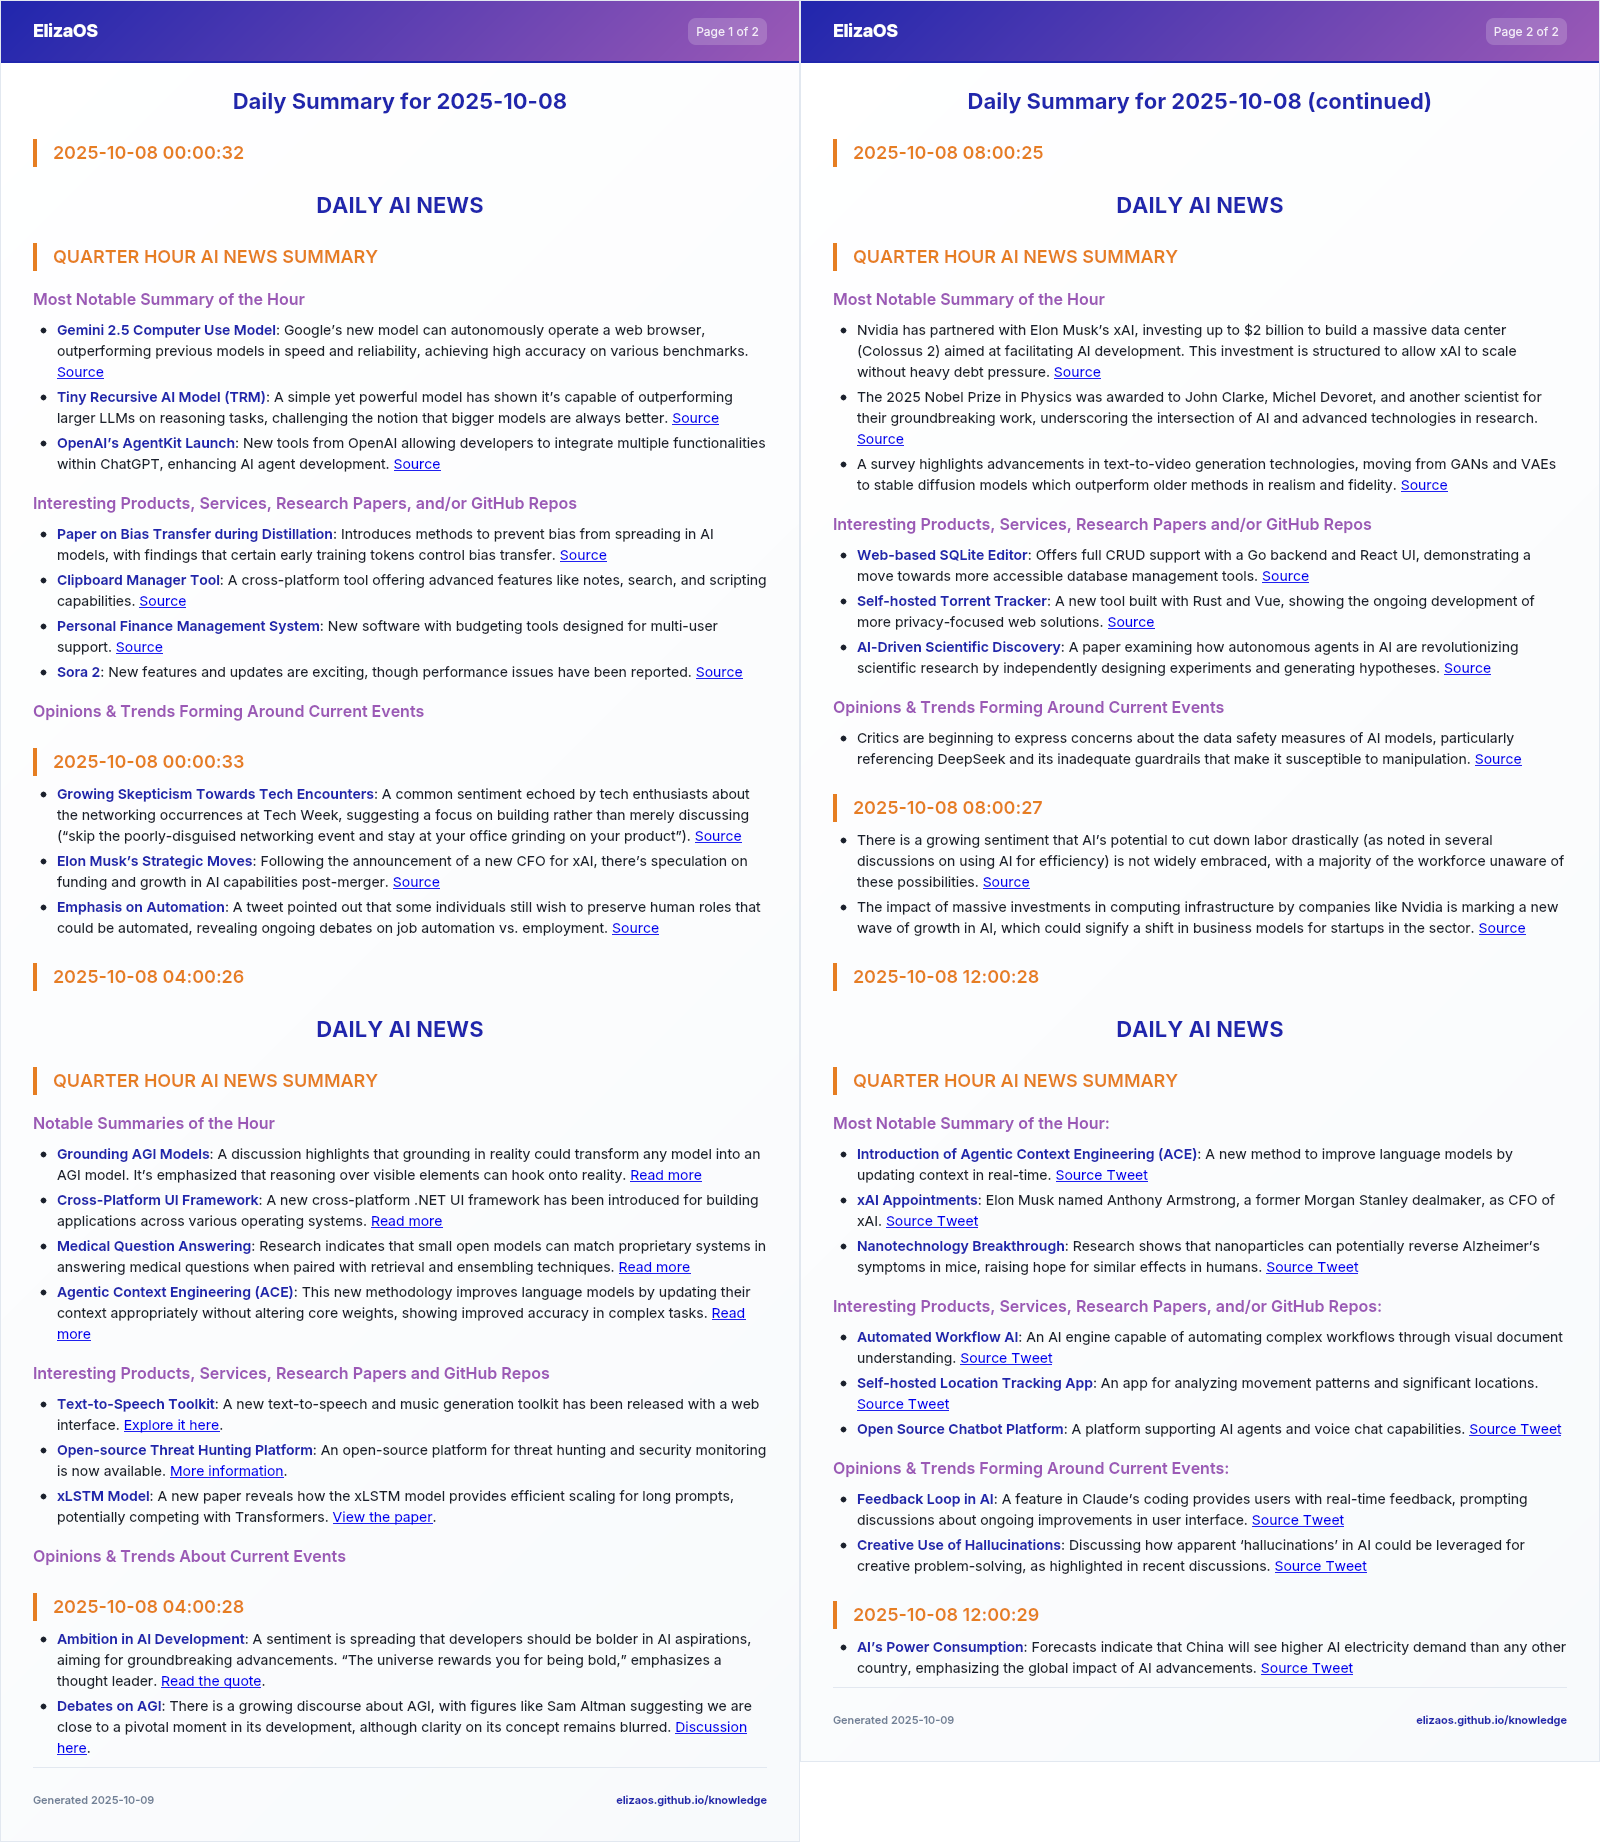 ElizaOS
Page 1 of 2
Daily Summary for 2025-10-08
2025-10-08 00:00:32
DAILY AI NEWS
QUARTER HOUR AI NEWS SUMMARY
Most Notable Summary of the Hour
• Gemini 2.5 Computer Use Model: Google’s new model can autonomously operate a web browser,
outperforming previous models in speed and reliability, achieving high accuracy on various benchmarks.
Source
• Tiny Recursive AI Model (TRM): A simple yet powerful model has shown it’s capable of outperforming
larger LLMs on reasoning tasks, challenging the notion that bigger models are always better. Source
• OpenAI’s AgentKit Launch: New tools from OpenAI allowing developers to integrate multiple functionalities
within ChatGPT, enhancing AI agent development. Source
Interesting Products, Services, Research Papers, and/or GitHub Repos
• Paper on Bias Transfer during Distillation: Introduces methods to prevent bias from spreading in AI
models, with findings that certain early training tokens control bias transfer. Source
• Clipboard Manager Tool: A cross-platform tool offering advanced features like notes, search, and scripting
capabilities. Source
• Personal Finance Management System: New software with budgeting tools designed for multi-user
support. Source
• Sora 2: New features and updates are exciting, though performance issues have been reported. Source
Opinions & Trends Forming Around Current Events
2025-10-08 00:00:33
• Growing Skepticism Towards Tech Encounters: A common sentiment echoed by tech enthusiasts about
the networking occurrences at Tech Week, suggesting a focus on building rather than merely discussing
(“skip the poorly-disguised networking event and stay at your office grinding on your product”). Source
• Elon Musk’s Strategic Moves: Following the announcement of a new CFO for xAI, there’s speculation on
funding and growth in AI capabilities post-merger. Source
• Emphasis on Automation: A tweet pointed out that some individuals still wish to preserve human roles that
could be automated, revealing ongoing debates on job automation vs. employment. Source
2025-10-08 04:00:26
DAILY AI NEWS
QUARTER HOUR AI NEWS SUMMARY
Notable Summaries of the Hour
• Grounding AGI Models: A discussion highlights that grounding in reality could transform any model into an
AGI model. It’s emphasized that reasoning over visible elements can hook onto reality. Read more
• Cross-Platform UI Framework: A new cross-platform .NET UI framework has been introduced for building
applications across various operating systems. Read more
• Medical Question Answering: Research indicates that small open models can match proprietary systems in
answering medical questions when paired with retrieval and ensembling techniques. Read more
• Agentic Context Engineering (ACE): This new methodology improves language models by updating their
context appropriately without altering core weights, showing improved accuracy in complex tasks. Read
more
Interesting Products, Services, Research Papers and GitHub Repos
• Text-to-Speech Toolkit: A new text-to-speech and music generation toolkit has been released with a web
interface. Explore it here.
• Open-source Threat Hunting Platform: An open-source platform for threat hunting and security monitoring
is now available. More information.
• xLSTM Model: A new paper reveals how the xLSTM model provides efficient scaling for long prompts,
potentially competing with Transformers. View the paper.
Opinions & Trends About Current Events
2025-10-08 04:00:28
• Ambition in AI Development: A sentiment is spreading that developers should be bolder in AI aspirations,
aiming for groundbreaking advancements. “The universe rewards you for being bold,” emphasizes a
thought leader. Read the quote.
• Debates on AGI: There is a growing discourse about AGI, with figures like Sam Altman suggesting we are
close to a pivotal moment in its development, although clarity on its concept remains blurred. Discussion
here.
Generated 2025-10-09
elizaos.github.io/knowledge
ElizaOS
Page 2 of 2
Daily Summary for 2025-10-08 (continued)
2025-10-08 08:00:25
DAILY AI NEWS
QUARTER HOUR AI NEWS SUMMARY
Most Notable Summary of the Hour
• Nvidia has partnered with Elon Musk’s xAI, investing up to $2 billion to build a massive data center
(Colossus 2) aimed at facilitating AI development. This investment is structured to allow xAI to scale
without heavy debt pressure. Source
• The 2025 Nobel Prize in Physics was awarded to John Clarke, Michel Devoret, and another scientist for
their groundbreaking work, underscoring the intersection of AI and advanced technologies in research.
Source
• A survey highlights advancements in text-to-video generation technologies, moving from GANs and VAEs
to stable diffusion models which outperform older methods in realism and fidelity. Source
Interesting Products, Services, Research Papers and/or GitHub Repos
• Web-based SQLite Editor: Offers full CRUD support with a Go backend and React UI, demonstrating a
move towards more accessible database management tools. Source
• Self-hosted Torrent Tracker: A new tool built with Rust and Vue, showing the ongoing development of
more privacy-focused web solutions. Source
• AI-Driven Scientific Discovery: A paper examining how autonomous agents in AI are revolutionizing
scientific research by independently designing experiments and generating hypotheses. Source
Opinions & Trends Forming Around Current Events
• Critics are beginning to express concerns about the data safety measures of AI models, particularly
referencing DeepSeek and its inadequate guardrails that make it susceptible to manipulation. Source
2025-10-08 08:00:27
• There is a growing sentiment that AI’s potential to cut down labor drastically (as noted in several
discussions on using AI for efficiency) is not widely embraced, with a majority of the workforce unaware of
these possibilities. Source
• The impact of massive investments in computing infrastructure by companies like Nvidia is marking a new
wave of growth in AI, which could signify a shift in business models for startups in the sector. Source
2025-10-08 12:00:28
DAILY AI NEWS
QUARTER HOUR AI NEWS SUMMARY
Most Notable Summary of the Hour:
• Introduction of Agentic Context Engineering (ACE): A new method to improve language models by
updating context in real-time. Source Tweet
• xAI Appointments: Elon Musk named Anthony Armstrong, a former Morgan Stanley dealmaker, as CFO of
xAI. Source Tweet
• Nanotechnology Breakthrough: Research shows that nanoparticles can potentially reverse Alzheimer’s
symptoms in mice, raising hope for similar effects in humans. Source Tweet
Interesting Products, Services, Research Papers, and/or GitHub Repos:
• Automated Workflow AI: An AI engine capable of automating complex workflows through visual document
understanding. Source Tweet
• Self-hosted Location Tracking App: An app for analyzing movement patterns and significant locations.
Source Tweet
• Open Source Chatbot Platform: A platform supporting AI agents and voice chat capabilities. Source Tweet
Opinions & Trends Forming Around Current Events:
• Feedback Loop in AI: A feature in Claude’s coding provides users with real-time feedback, prompting
discussions about ongoing improvements in user interface. Source Tweet
• Creative Use of Hallucinations: Discussing how apparent ‘hallucinations’ in AI could be leveraged for
creative problem-solving, as highlighted in recent discussions. Source Tweet
2025-10-08 12:00:29
• AI’s Power Consumption: Forecasts indicate that China will see higher AI electricity demand than any other
country, emphasizing the global impact of AI advancements. Source Tweet
Generated 2025-10-09
elizaos.github.io/knowledge